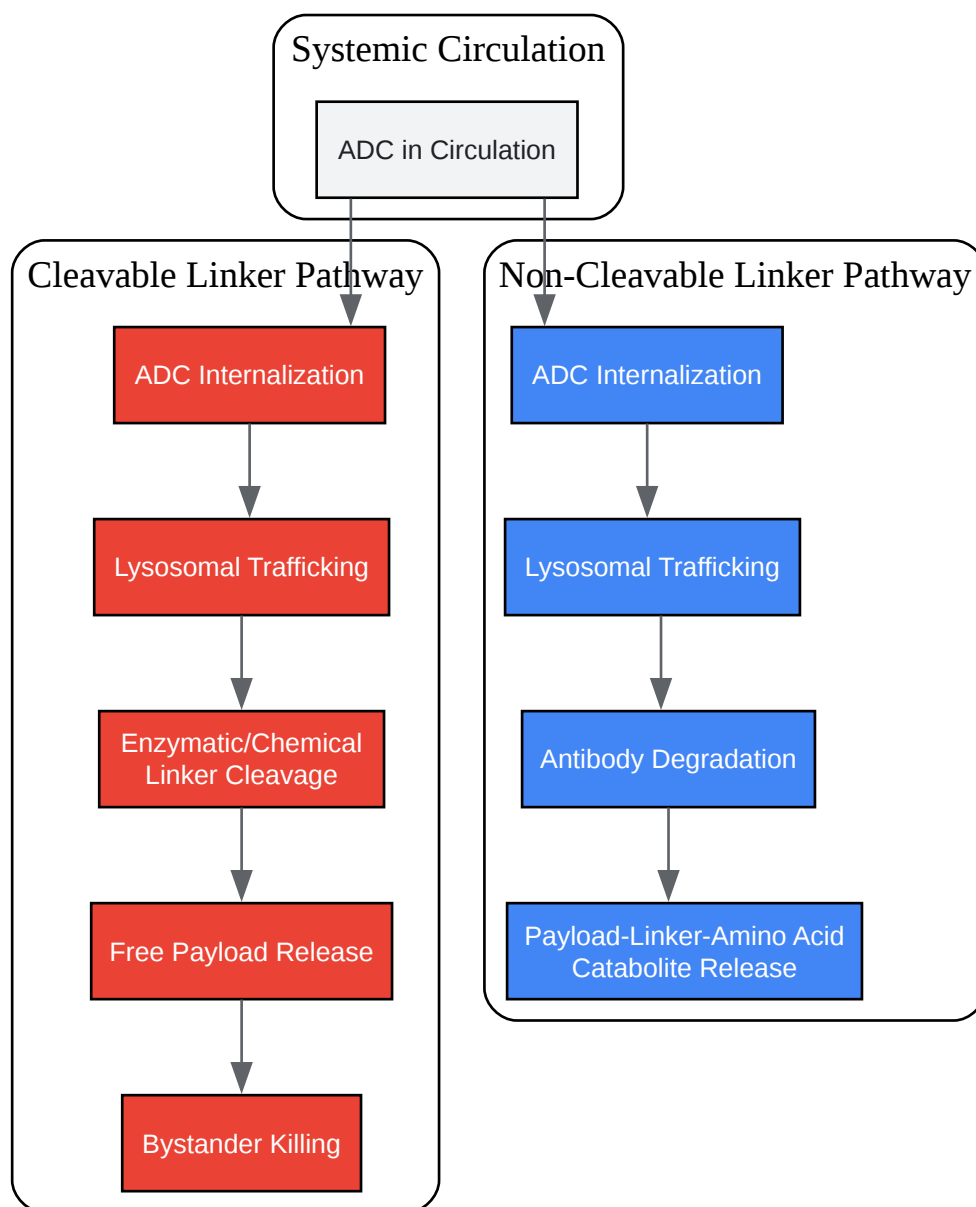 Systemic Circulation
ADC in Circulation
Cleavable Linker Pathway
ADC Internalization
Lysosomal Trafficking
Enzymatic/Chemical
Linker Cleavage
Free Payload Release
Bystander Killing
Non-Cleavable Linker Pathway
ADC Internalization
Lysosomal Trafficking
Antibody Degradation
Payload-Linker-Amino Acid
Catabolite Release